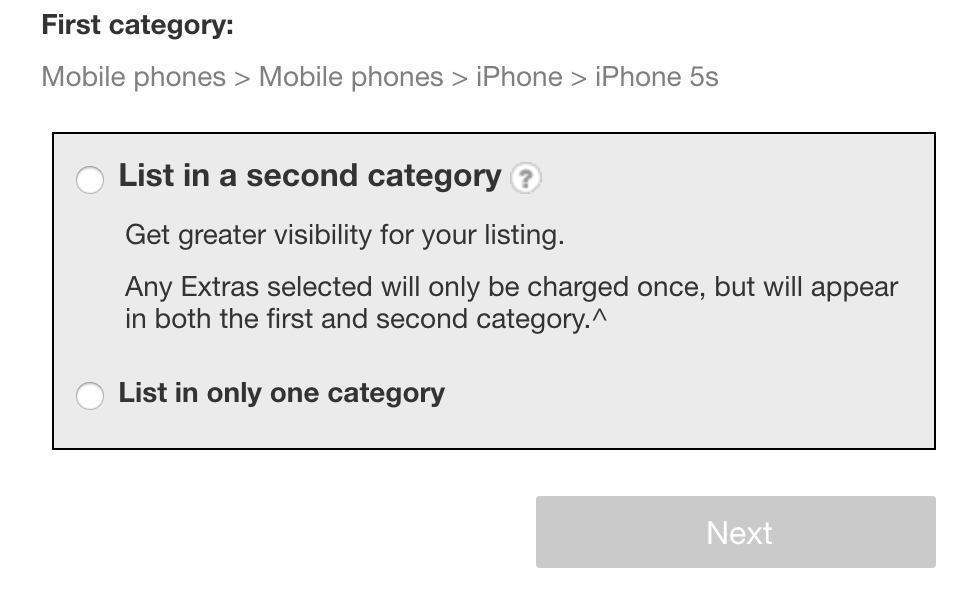 First category:
Mobile phones > Mobile phones > iPhone > iPhone 5s
List in a second category ?
Get greater visibility for your listing.
Any Extras selected will only be charged once, but will appear
in both the first and second category.^
List in only one category
Next